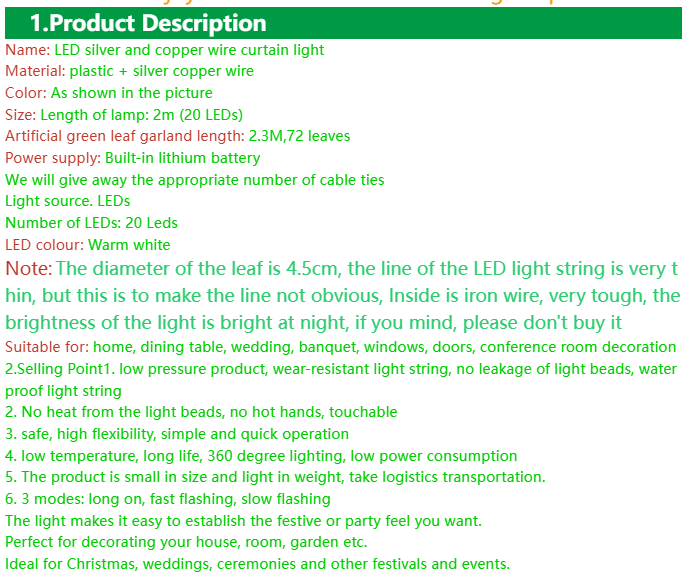 1.Product Description
Name: LED silver and copper wire curtain light
Material: plastic + silver copper wire
Color: As shown in the picture
Size: Length of lamp: 2m (20 LEDs)
Artificial green leaf garland length: 2.3M,72 leaves
Power supply: Built-in lithium battery
We will give away the appropriate number of cable ties
Light source. LEDs
Number of LEDs: 20 Leds
LED colour: Warm white
Note: The diameter of the leaf is 4.5cm, the line of the LED light string is very t
hin, but this is to make the line not obvious, Inside is iron wire, very tough, the
brightness of the light is bright at night, if you mind, please don't buy it
Suitable for: home, dining table, wedding, banquet, windows, doors, conference room decoration
2.Selling Point1. low pressure product, wear-resistant light string, no leakage of light beads, water
proof light string
2. No heat from the light beads, no hot hands, touchable
3. safe, high flexibility, simple and quick operation
4. low temperature, long life, 360 degree lighting, low power consumption
5. The product is small in size and light in weight, take logistics transportation.
6. 3 modes: long on, fast flashing, slow flashing
The light makes it easy to establish the festive or party feel you want.
Perfect for decorating your house, room, garden etc.
Ideal for Christmas, weddings, ceremonies and other festivals and events.